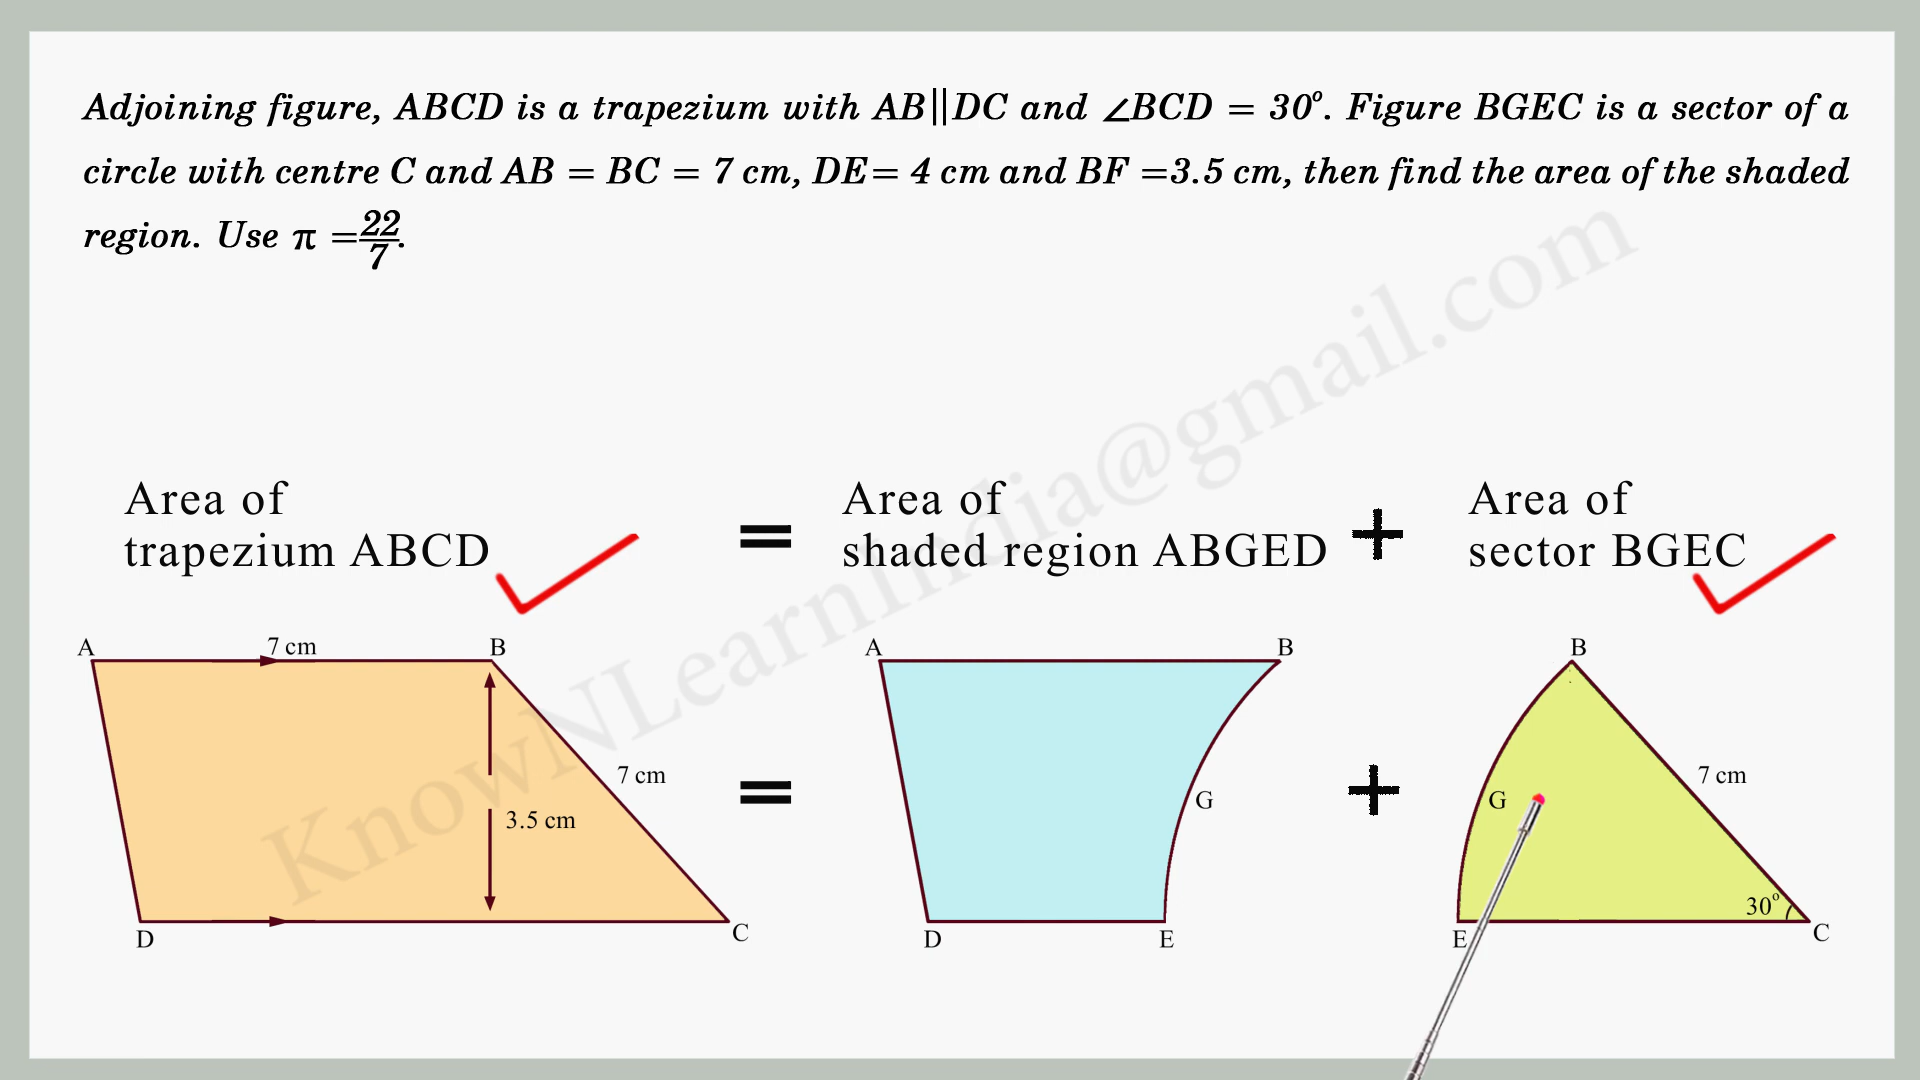 Adjoining figure, ABCD is a trapezium with AB||DC and ∠BCD = 30°. Figure BGEC is a sector of a
circle with centre C and AB = BC = 7 cm, DE= 4 cm and BF =3.5 cm, then find the area of the shaded
region. Use π =22/7.
Area of
trapezium ABCD
=
Area of
shaded region ABGED
+
Area of
sector BGEC
A 7 cm B
7 cm
3.5 cm
D C
=
A B
G
D E
+
B
7 cm
G
30°
E C
KnowNLearnIndia@gmail.com